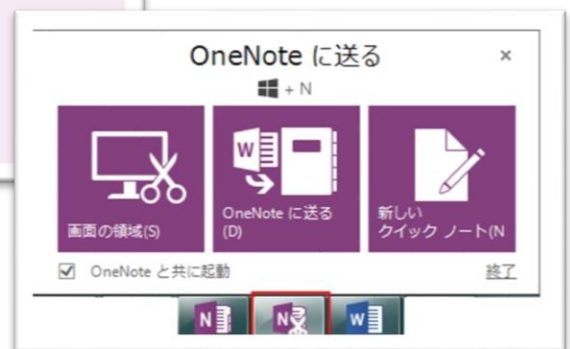 OneNote に送る
×
+ N
画面の領域(S)
W
OneNote に送る
(D)
新しい
クイック ノート(N
OneNote と共に起動
終了
N
N
W